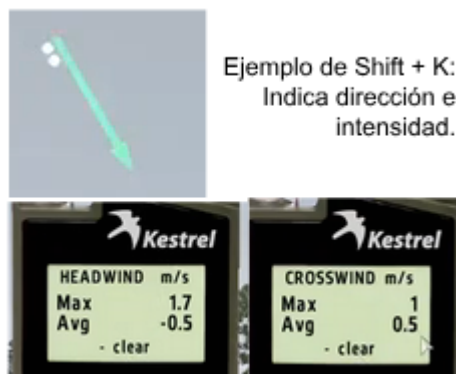 Ejemplo de Shift + K:
Indica dirección e
intensidad.
Kestrel
HEADWIND m/s
Max 1.7
Avg -0.5
- clear
Kestrel
CROSSWIND m/s
Max 1
Avg 0.5
- clear